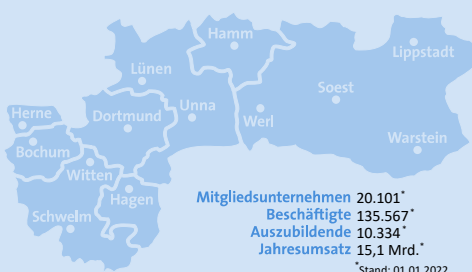 Hamm
Lippstadt
Lünen
Soest
Unna
Herne
Dortmund
Werl
Warstein
Bochum
Witten
Hagen
Schwelm
Mitgliedsunternehmen 20.101*
Beschäftigte 135.567*
Auszubildende 10.334*
Jahresumsatz 15,1 Mrd.*
*Stand: 01.01.2022